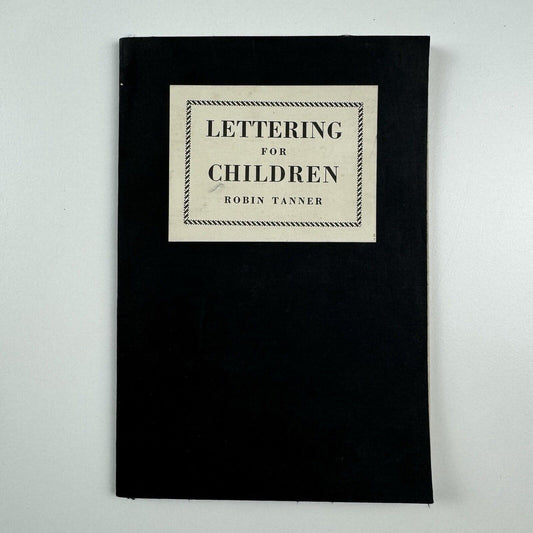 LETTERING
FOR
CHILDREN
ROBIN TANNER